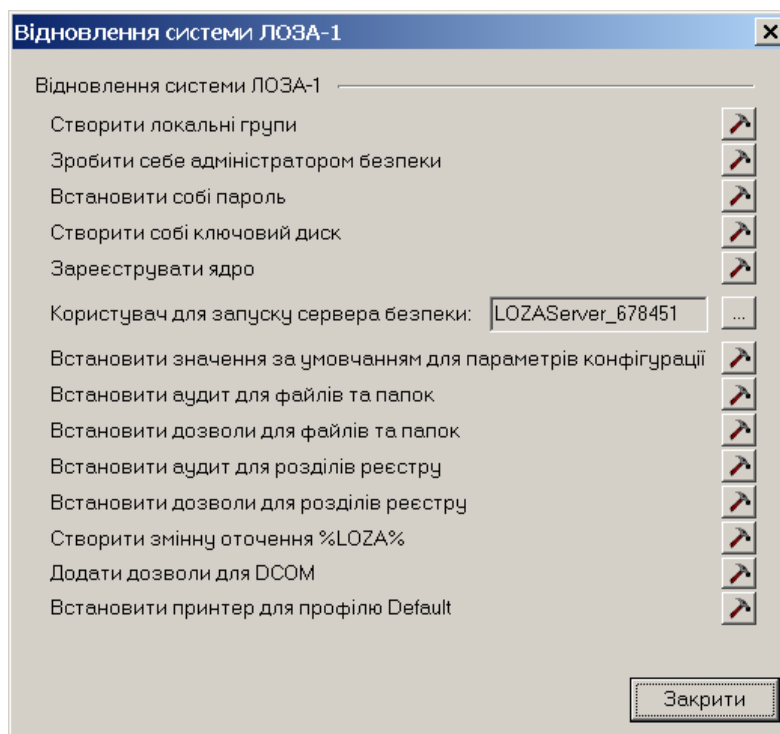 Відновлення системи ЛОЗА-1
Відновлення системи ЛОЗА-1
Створити локальні групи
Зробити себе адміністратором безпеки
Встановити собі пароль
Створити собі ключовий диск
Зареєструвати ядро
Користувач для запуску сервера безпеки: LOZAServer_678451 ...
Встановити значення за умовчанням для параметрів конфігурації
Встановити аудит для файлів та папок
Встановити дозволи для файлів та папок
Встановити аудит для розділів реєстру
Встановити дозволи для розділів реєстру
Створити змінну оточення %LOZA%
Додати дозволи для DCOM
Встановити принтер для профілю Default
Закрити